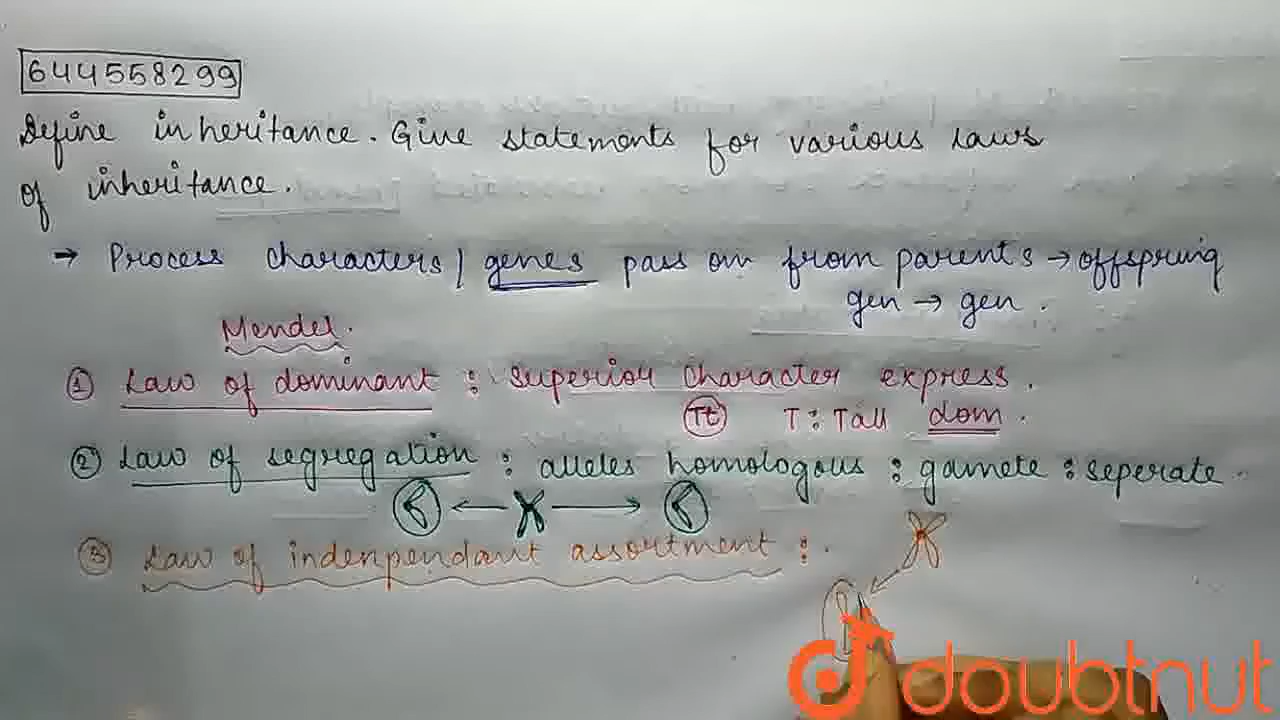 644558299
Define inheritance. Give statements for various laws
of inheritance.
→ Process characters / genes pass on from parents → offspring
gen → gen.
Mendel.
① Law of dominant : superior character express.
Tt T : Tall dom.
② Law of segregation : alleles homologous : gamete : seperate.
③ Law of indenpendant assortment :.
doubtnut